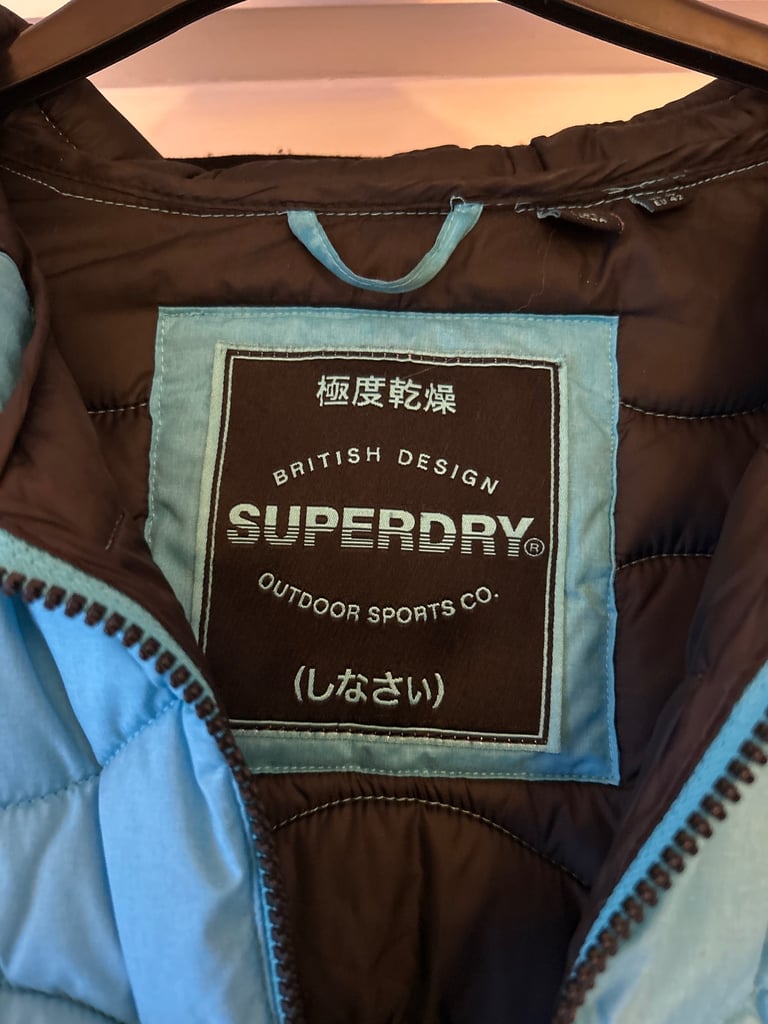 極度乾燥
BRITISH DESIGN
SUPERDRY®
OUTDOOR SPORTS CO.
(しなさい)